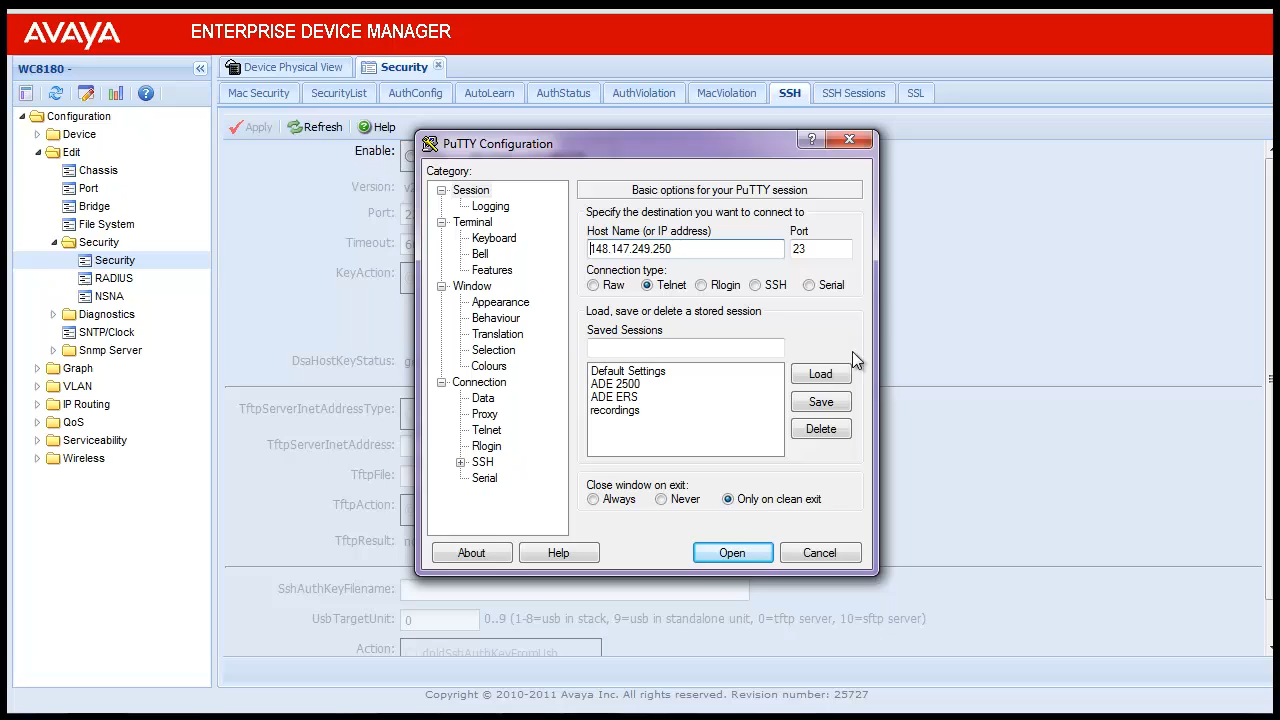 AVAYA ENTERPRISE DEVICE MANAGER
WC8180 -
Device Physical View
Security
Mac Security
SecurityList
AuthConfig
AutoLearn
AuthStatus
AuthViolation
MacViolation
SSH
SSH Sessions
SSL
Apply
Refresh
Help
Configuration
Device
Edit
Chassis
Port
Bridge
File System
Security
Security
RADIUS
NSNA
Diagnostics
SNTP/Clock
Snmp Server
Graph
VLAN
IP Routing
QoS
Serviceability
Wireless
Enable:
Version:
Port: 2
Timeout: 6
KeyAction:
DsaHostKeyStatus:
TftpServerInetAddressType:
TftpServerInetAddress:
TftpFile:
TftpAction:
TftpResult:
SshAuthKeyFilename:
UsbTargetUnit: 0 0..9 (1-8=usb in stack, 9=usb in standalone unit, 0=tftp server, 10=sftp server)
Action: dnldSshAuthKeyFromUsb
PuTTY Configuration
Category:
Session
Logging
Terminal
Keyboard
Bell
Features
Window
Appearance
Behaviour
Translation
Selection
Colours
Connection
Data
Proxy
Telnet
Rlogin
SSH
Serial
Basic options for your PuTTY session
Specify the destination you want to connect to
Host Name (or IP address) Port
148.147.249.250 23
Connection type:
Raw Telnet Rlogin SSH Serial
Load, save or delete a stored session
Saved Sessions
Default Settings
ADE 2500
ADE ERS
recordings
Load
Save
Delete
Close window on exit:
Always Never Only on clean exit
About Help Open Cancel
Copyright © 2010-2011 Avaya Inc. All rights reserved. Revision number: 25727